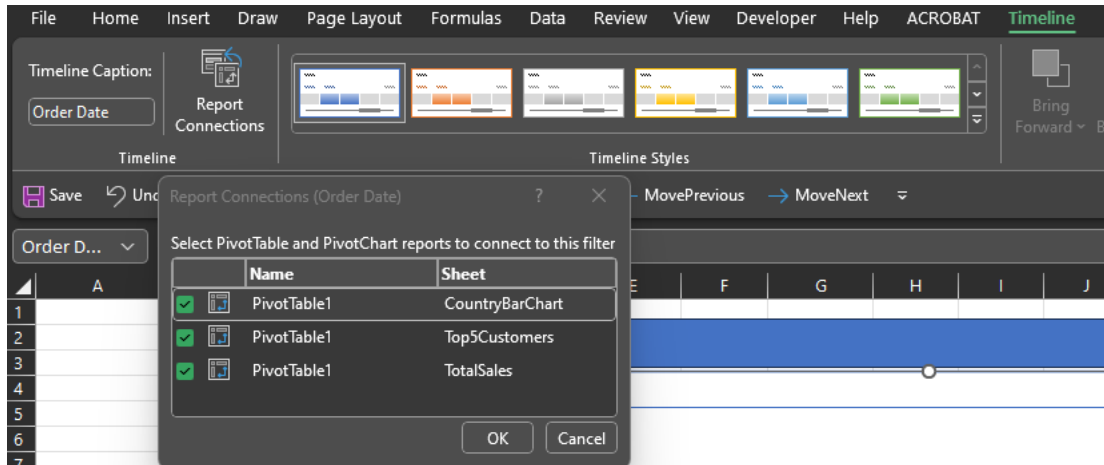 File Home Insert Draw Page Layout Formulas Data Review View Developer Help ACROBAT Timeline
Timeline Caption:
Order Date
Report
Connections
Bring
Forward
Timeline
Timeline Styles
Save Und MovePrevious MoveNext
Report Connections (Order Date) ?
Order D...
Select PivotTable and PivotChart reports to connect to this filter
Name Sheet
PivotTable1 CountryBarChart
PivotTable1 Top5Customers
PivotTable1 TotalSales
OK Cancel
A E F G H I J
1
2
3
4
5
6
7